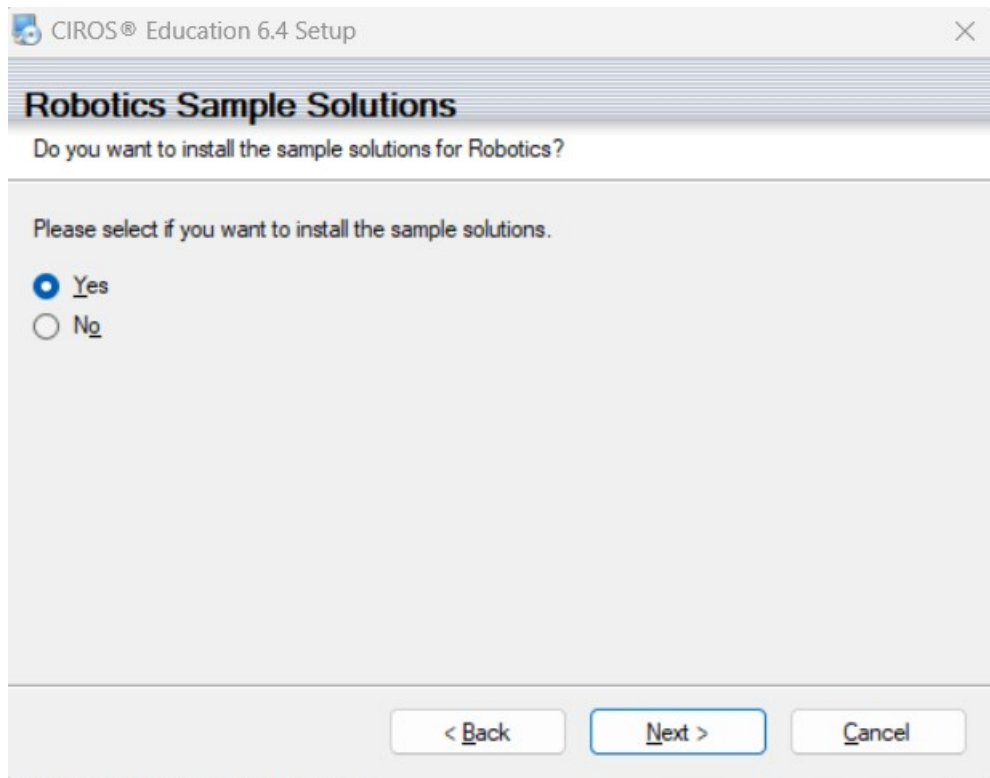 CIROS® Education 6.4 Setup
Robotics Sample Solutions
Do you want to install the sample solutions for Robotics?
Please select if you want to install the sample solutions.
Yes
No
< Back Next > Cancel